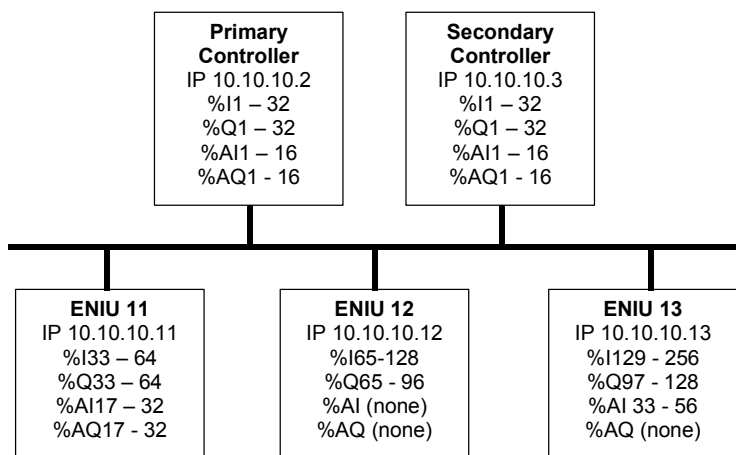 Primary
Controller
IP 10.10.10.2
%I1 – 32
%Q1 – 32
%AI1 – 16
%AQ1 - 16
Secondary
Controller
IP 10.10.10.3
%I1 – 32
%Q1 – 32
%AI1 – 16
%AQ1 - 16
ENIU 11
IP 10.10.10.11
%I33 – 64
%Q33 – 64
%AI17 – 32
%AQ17 - 32
ENIU 12
IP 10.10.10.12
%I65-128
%Q65 - 96
%AI (none)
%AQ (none)
ENIU 13
IP 10.10.10.13
%I129 - 256
%Q97 - 128
%AI 33 - 56
%AQ (none)